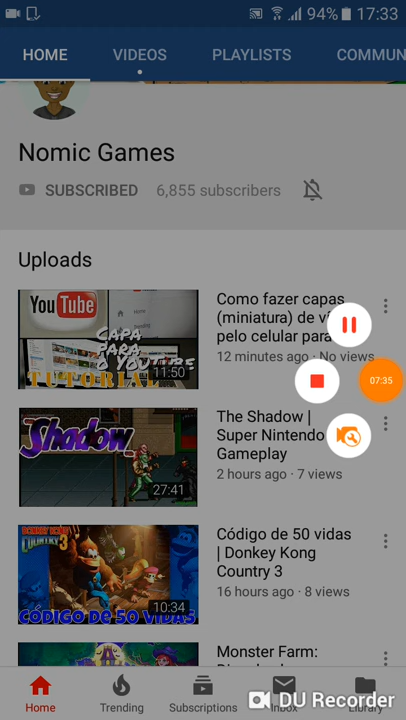 94% 17:33
HOME VIDEOS PLAYLISTS COMMUN
Nomic Games
SUBSCRIBED 6,855 subscribers
Uploads
YouTube
CAPA
PARA
O YOUTUBE
TUTORIAL
11:50
Como fazer capas
(miniatura) de ví
pelo celular para
12 minutes ago · No views
07:35
Shadow
27:41
The Shadow |
Super Nintendo
Gameplay
2 hours ago · 7 views
DONKEY KONG
COUNTRY 3
10:34
CÓDIGO DE 50 VIDAS
Código de 50 vidas
| Donkey Kong
Country 3
16 hours ago · 8 views
Monster Farm:
Home Trending Subscriptions Inbox Library
DU Recorder